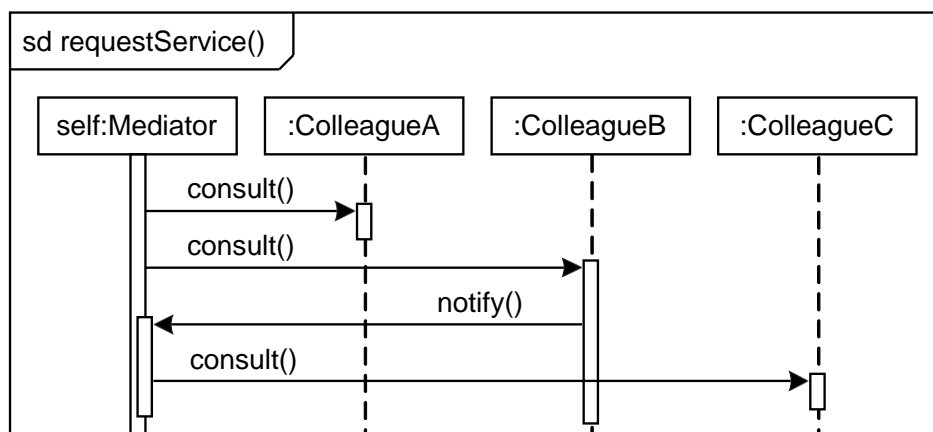 sd requestService()
self:Mediator
:ColleagueA
:ColleagueB
:ColleagueC
consult()
consult()
notify()
consult()